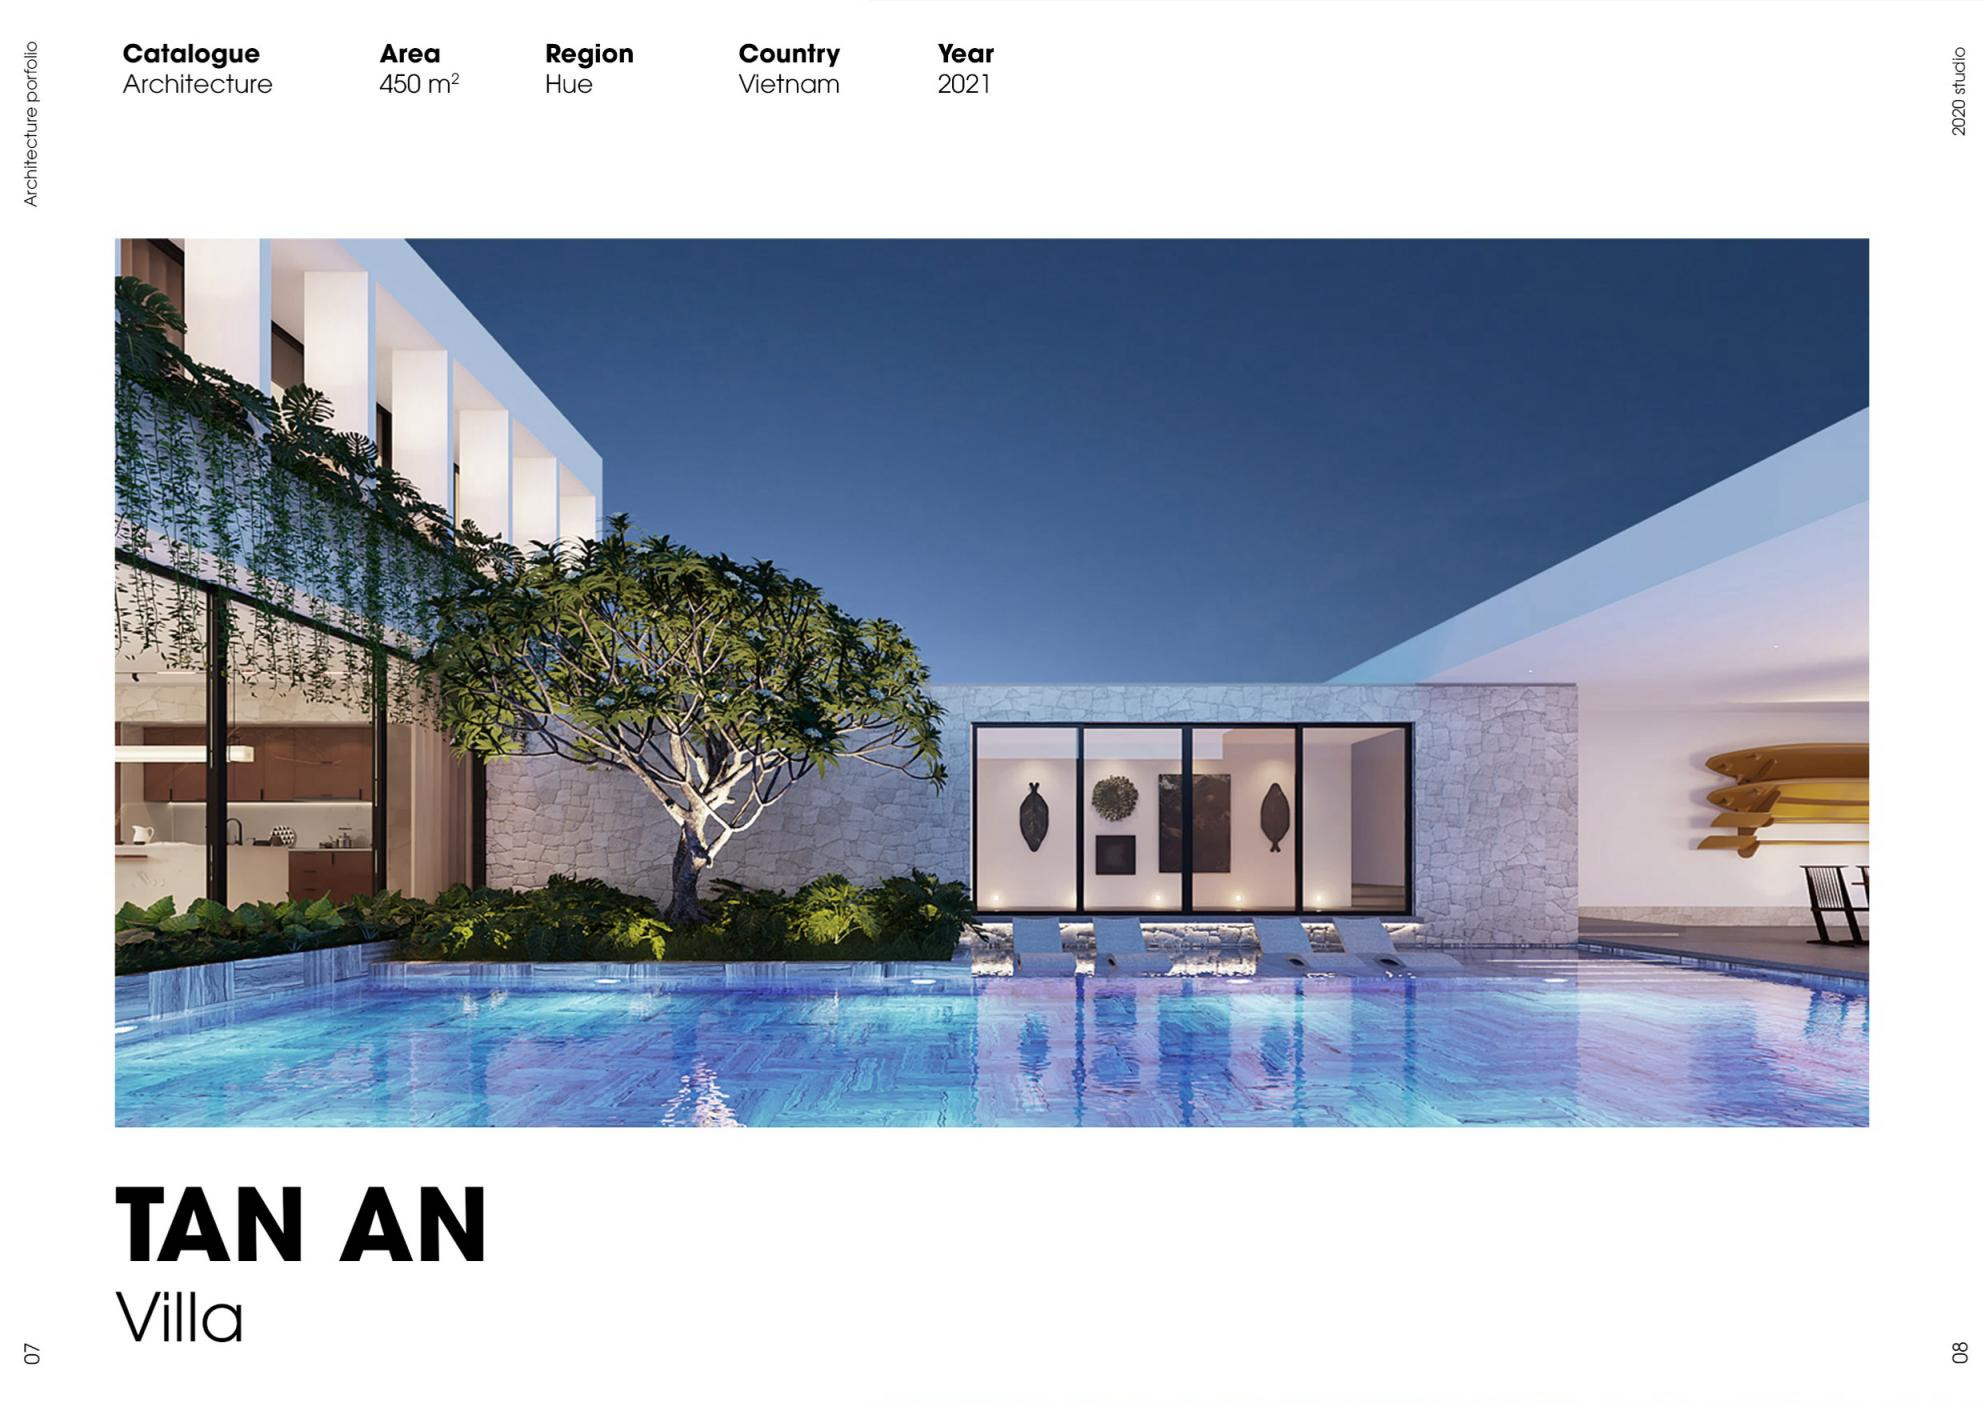 Catalogue
Architecture
Area
450 m²
Region
Hue
Country
Vietnam
Year
2021
Architecture porfolio
2020 studio
TAN AN
Villa
07
08